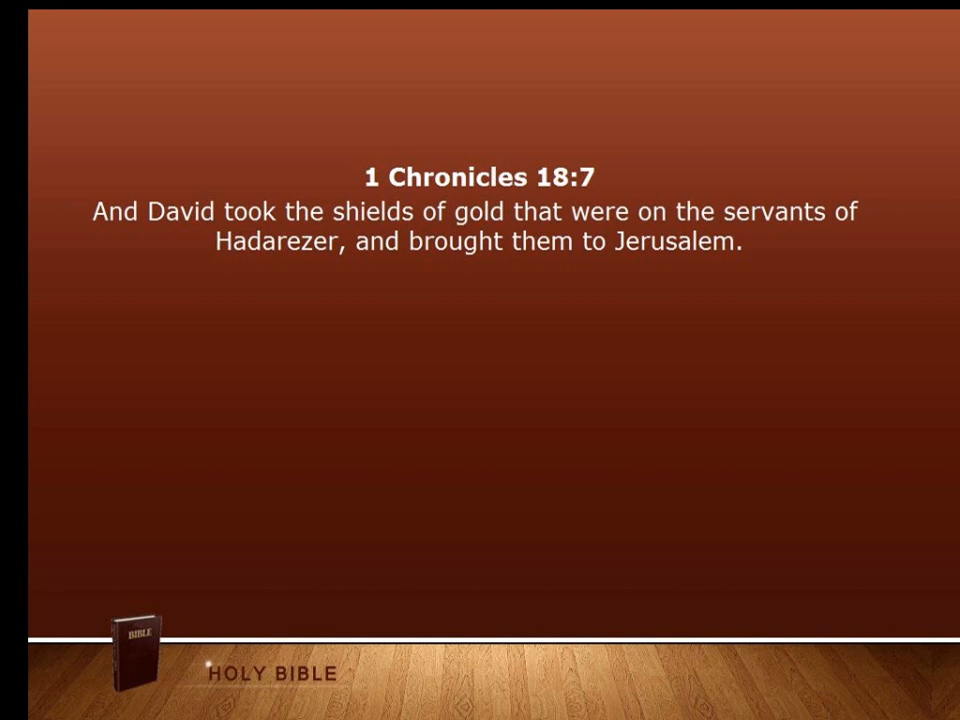 1 Chronicles 18:7
And David took the shields of gold that were on the servants of
Hadarezer, and brought them to Jerusalem.
BIBLE
HOLY BIBLE